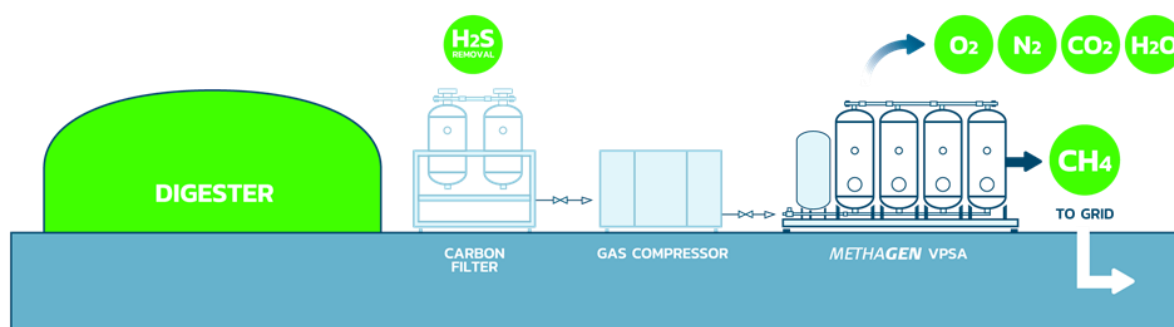 H2S
REMOVAL
O2
N2
CO2
H2O
DIGESTER
CH4
TO GRID
CARBON
FILTER
GAS COMPRESSOR
METHAGEN VPSA